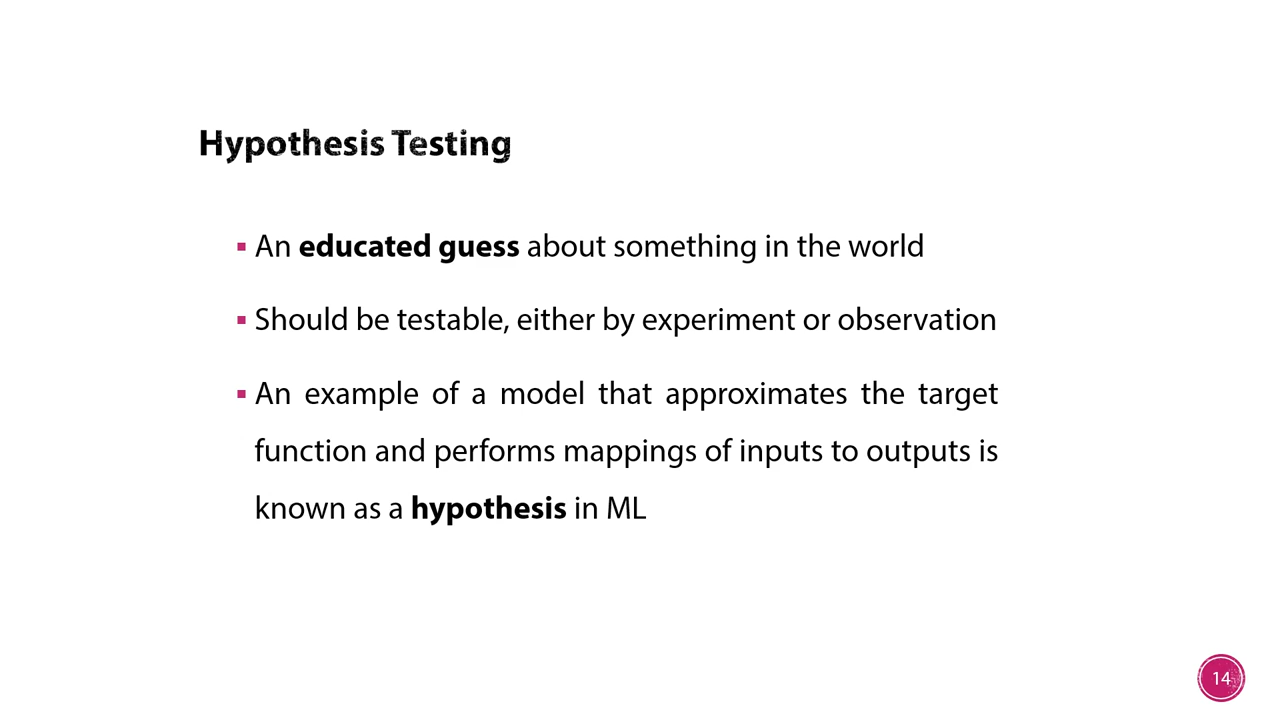 Hypothesis Testing
▪ An educated guess about something in the world
▪ Should be testable, either by experiment or observation
▪ An example of a model that approximates the target
function and performs mappings of inputs to outputs is
known as a hypothesis in ML
14